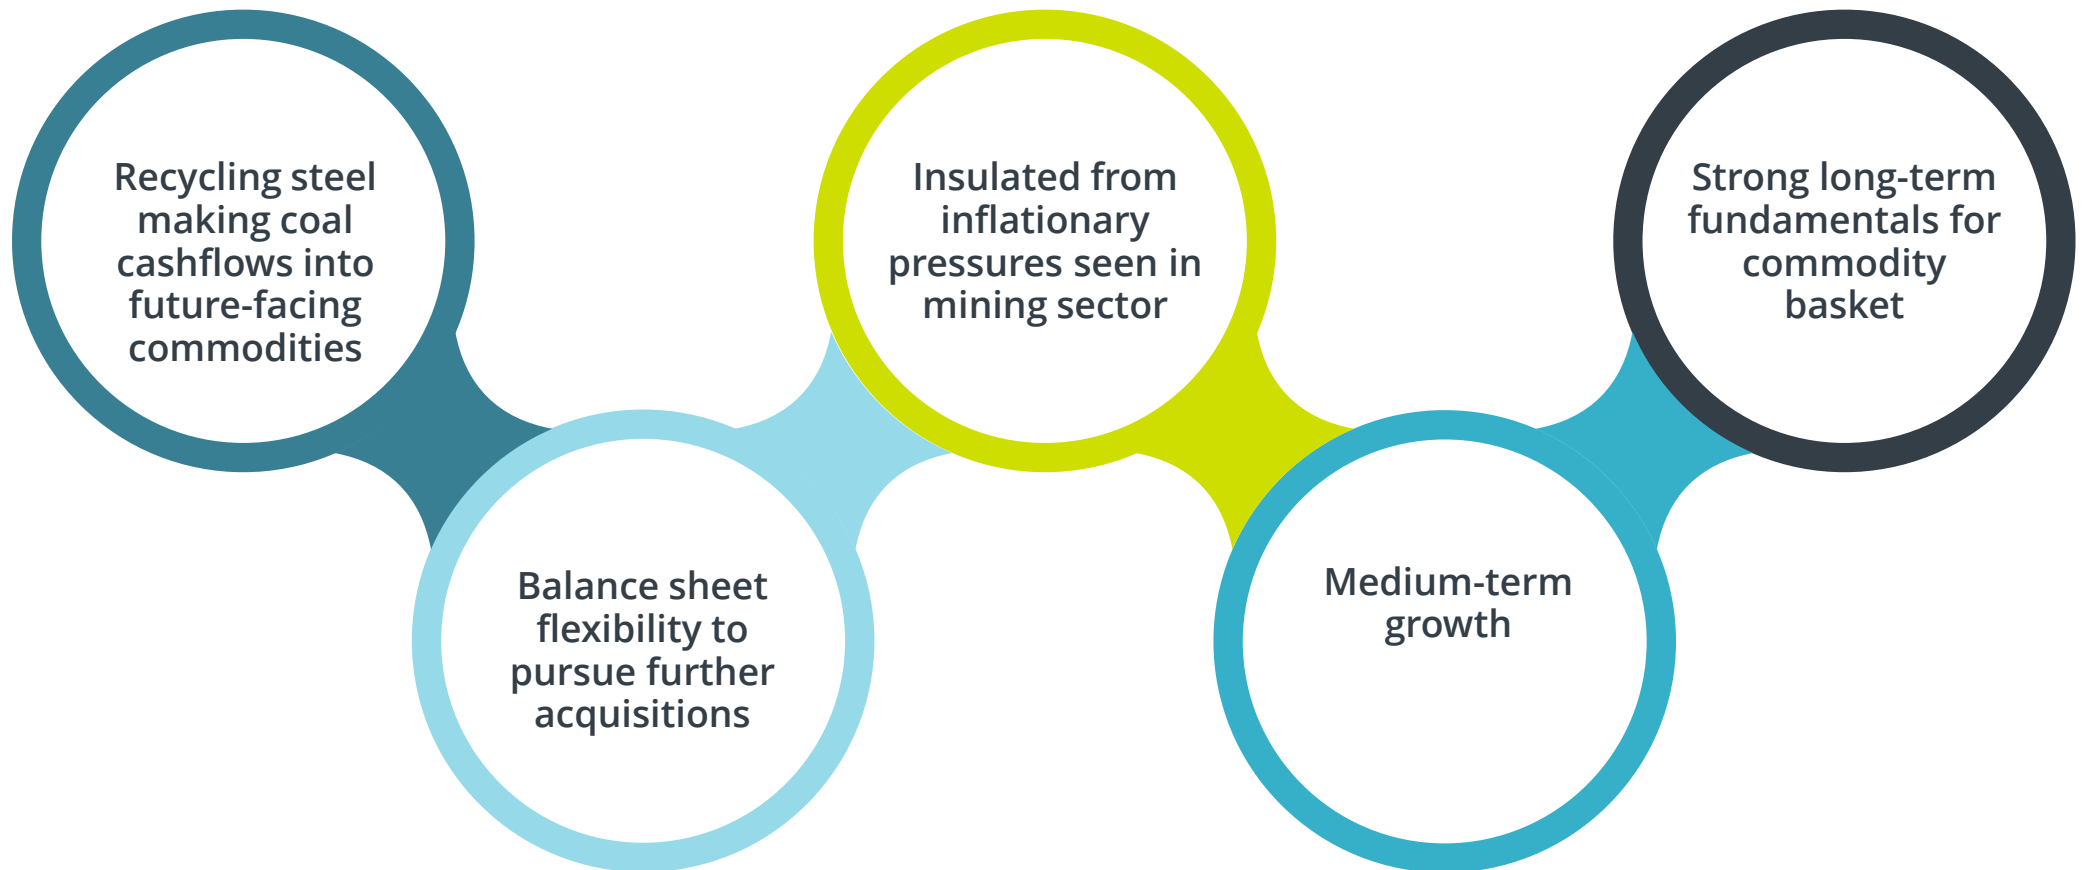 Recycling steel
making coal
cashflows into
future-facing
commodities
Balance sheet
flexibility to
pursue further
acquisitions
Insulated from
inflationary
pressures seen in
mining sector
Medium-term
growth
Strong long-term
fundamentals for
commodity
basket